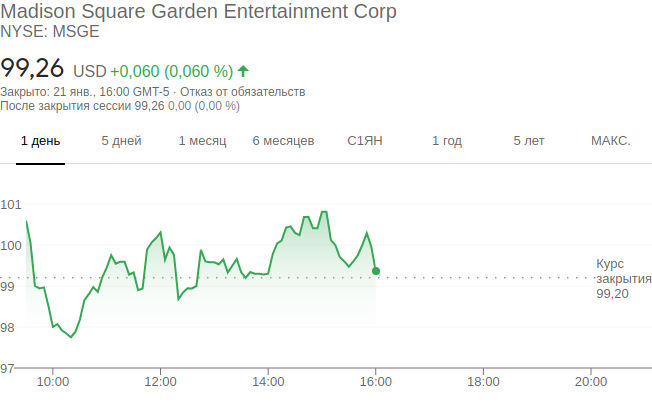 Madison Square Garden Entertainment Corp
NYSE: MSGE
99,26 USD +0,060 (0,060 %)
Закрыто: 21 янв., 16:00 GMT-5 · Отказ от обязательств
После закрытия сессии 99,26 0,00 (0,00 %)
1 день 5 дней 1 месяц 6 месяцев С1ЯН 1 год 5 лет МАКС.
101
100
Курс
закрытия
99,20
99
98
97
10:00 12:00 14:00 16:00 18:00 20:00